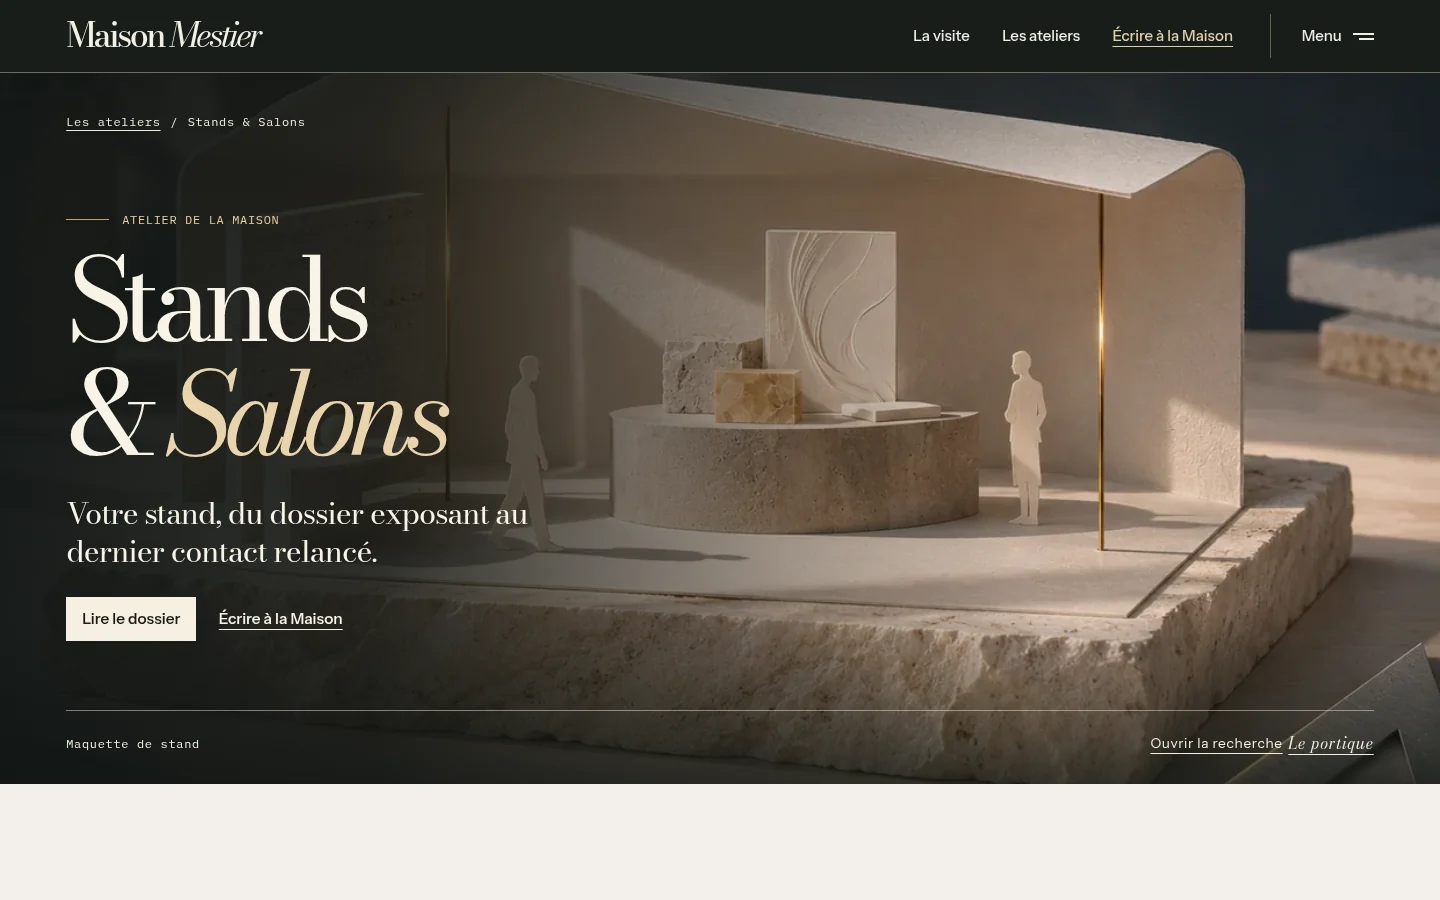 Maison Mestier
La visite
Les ateliers
Écrire à la Maison
Menu
Les ateliers / Stands & Salons
ATELIER DE LA MAISON
Stands
& Salons
Votre stand, du dossier exposant au
dernier contact relancé.
Lire le dossier
Écrire à la Maison
Maquette de stand
Ouvrir la recherche Le portique